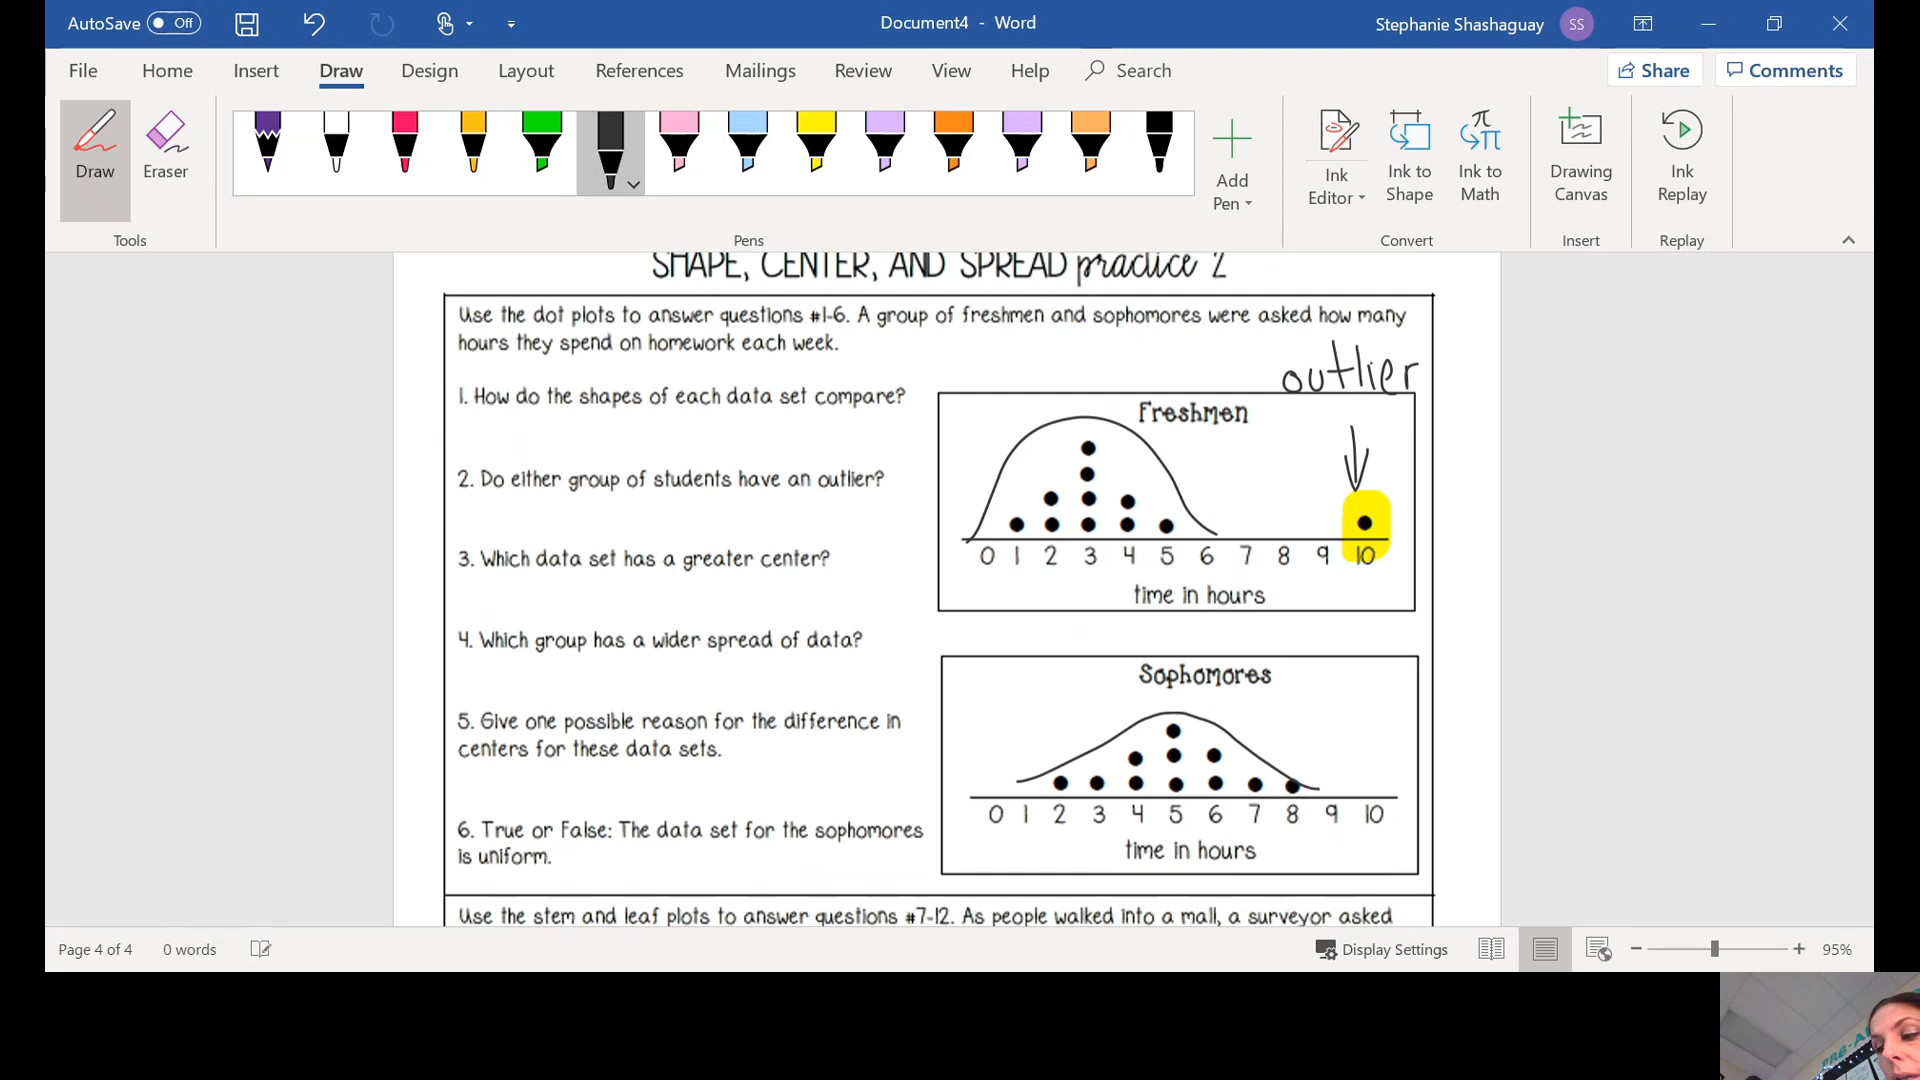 AutoSave Off
Document4 - Word
Stephanie Shashaguay SS
File Home Insert Draw Design Layout References Mailings Review View Help Search
Share Comments
Draw Eraser
Add Pen
Ink Editor
Ink to Shape
Ink to Math
Drawing Canvas
Ink Replay
Tools Pens Convert Insert Replay
SHAPE, CENTER, AND SPREAD practice 2
Use the dot plots to answer questions #1-6. A group of freshmen and sophomores were asked how many
hours they spend on homework each week.
outlier
1. How do the shapes of each data set compare?
2. Do either group of students have an outlier?
3. Which data set has a greater center?
4. Which group has a wider spread of data?
5. Give one possible reason for the difference in
centers for these data sets.
6. True or False: The data set for the sophomores
is uniform.
Freshmen
0 1 2 3 4 5 6 7 8 9 10
time in hours
Sophomores
0 1 2 3 4 5 6 7 8 9 10
time in hours
Use the stem and leaf plots to answer questions #7-12. As people walked into a mall, a surveyor asked
Page 4 of 4 0 words
Display Settings
95%